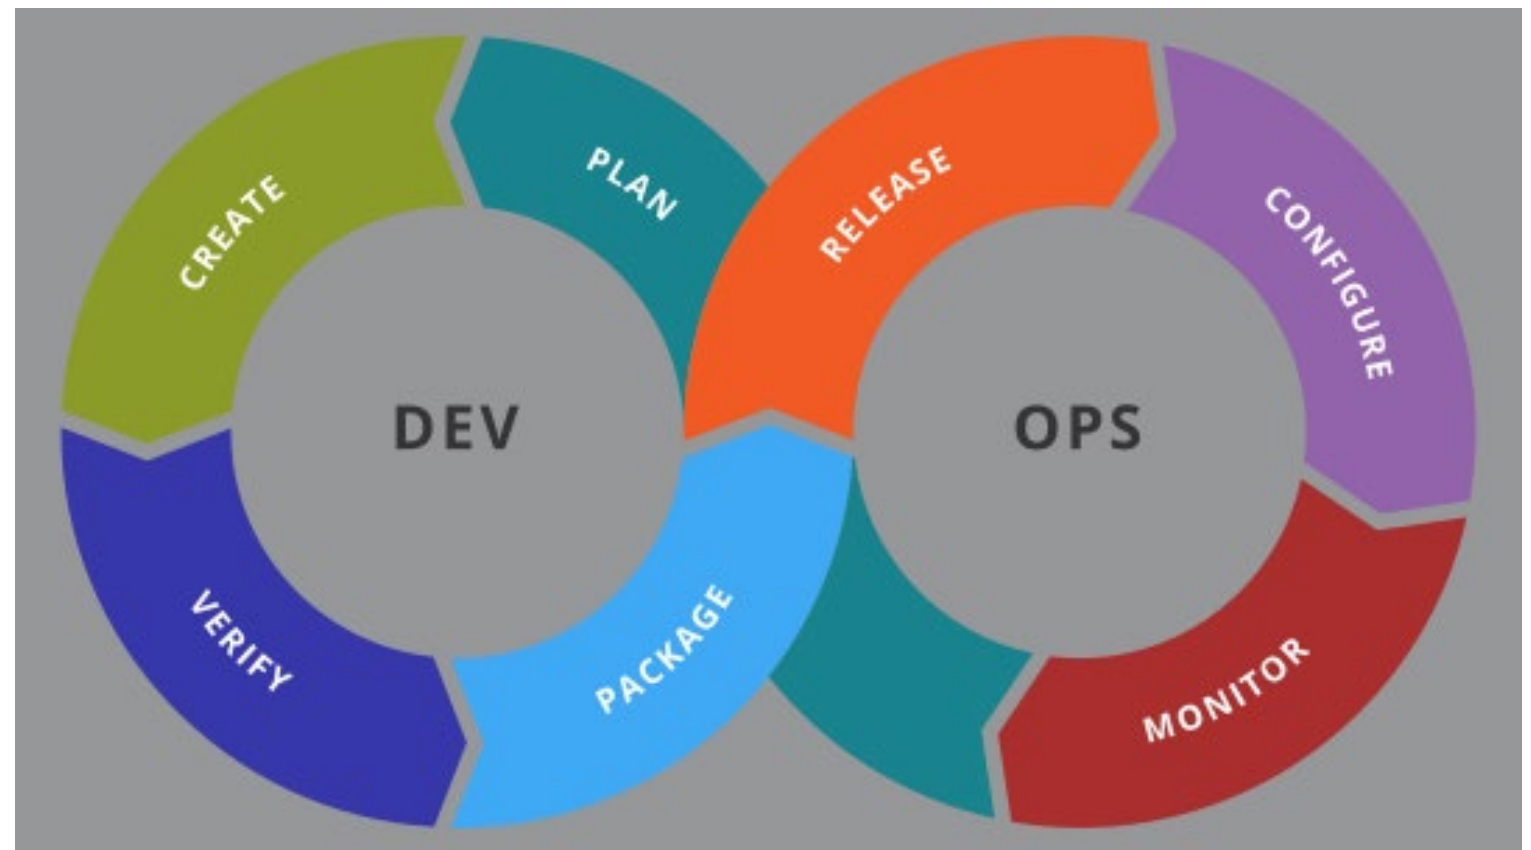 CREATE
PLAN
RELEASE
CONFIGURE
DEV
OPS
VERIFY
PACKAGE
MONITOR